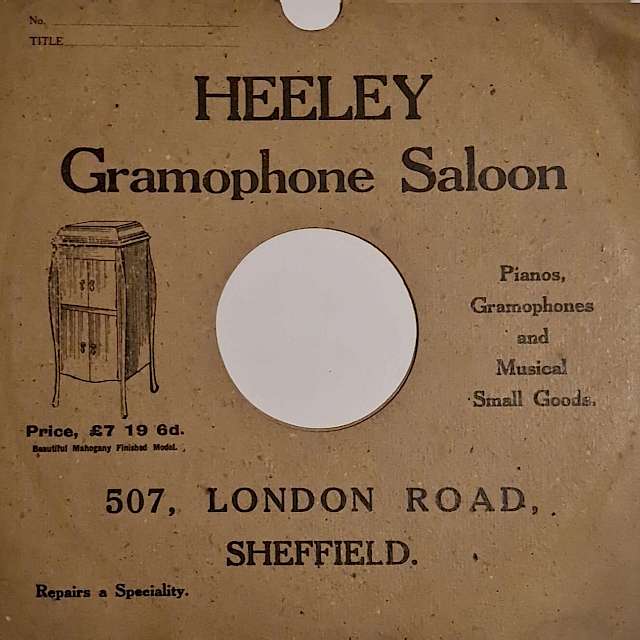 No.
TITLE
HEELEY
Gramophone Saloon
Pianos,
Gramophones
and
Musical
Small Goods.
Price, £7 19 6d.
Beautiful Mahogany Finished Model.
507, LONDON ROAD,
SHEFFIELD.
Repairs a Speciality.